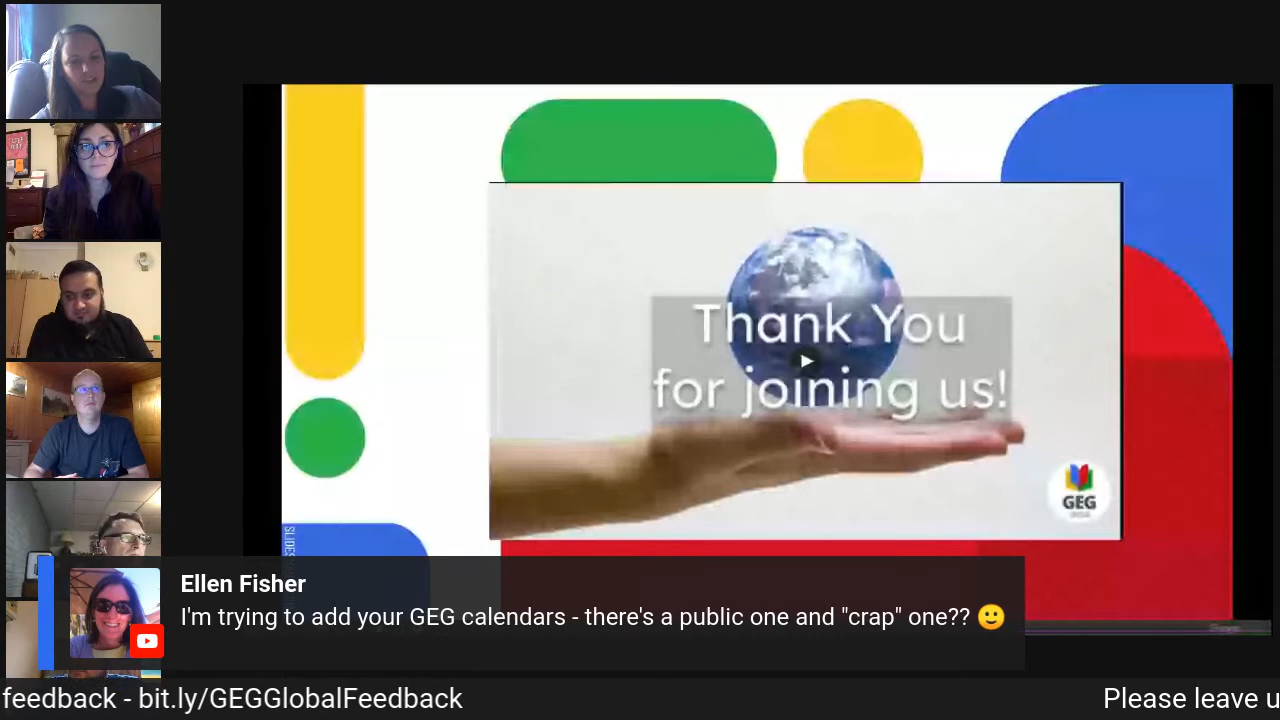 Thank You
for joining us!
GEG
SLIDES
Ellen Fisher
I'm trying to add your GEG calendars - there's a public one and "crap" one?? 🙂
feedback - bit.ly/GEGGlobalFeedback
Please leave u